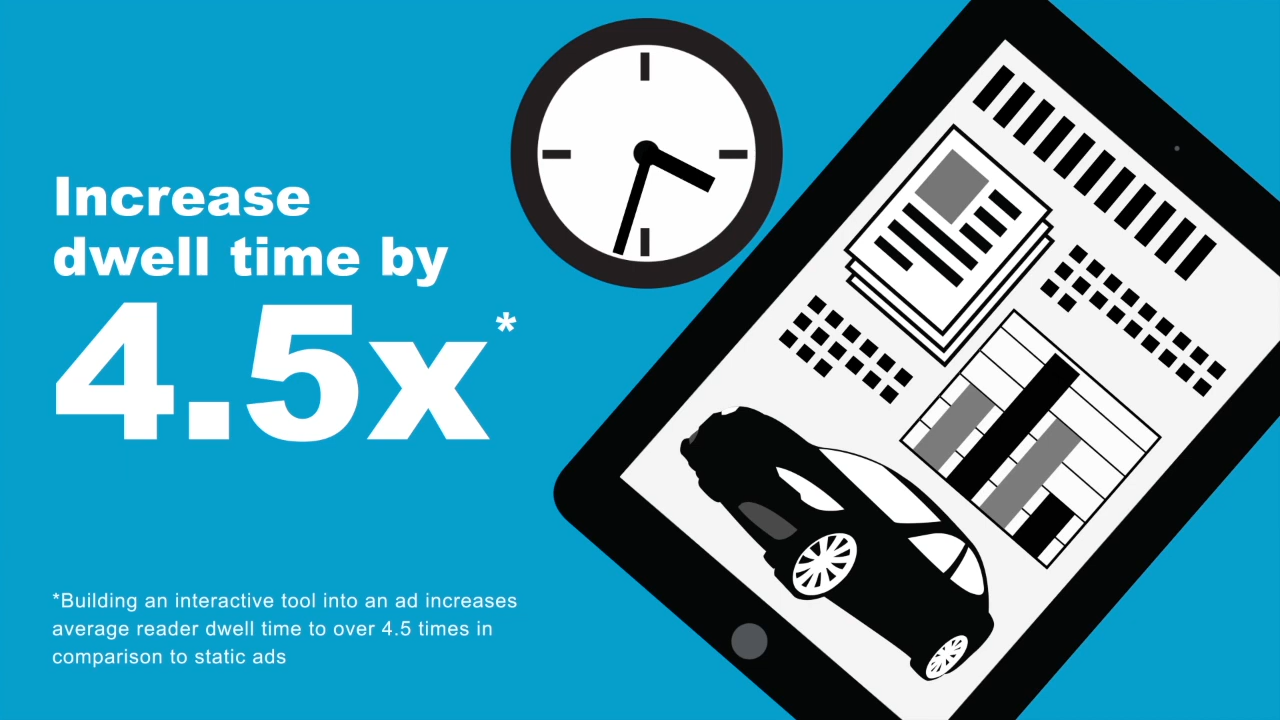 Increase
dwell time by
4.5x*
*Building an interactive tool into an ad increases
average reader dwell time to over 4.5 times in
comparison to static ads